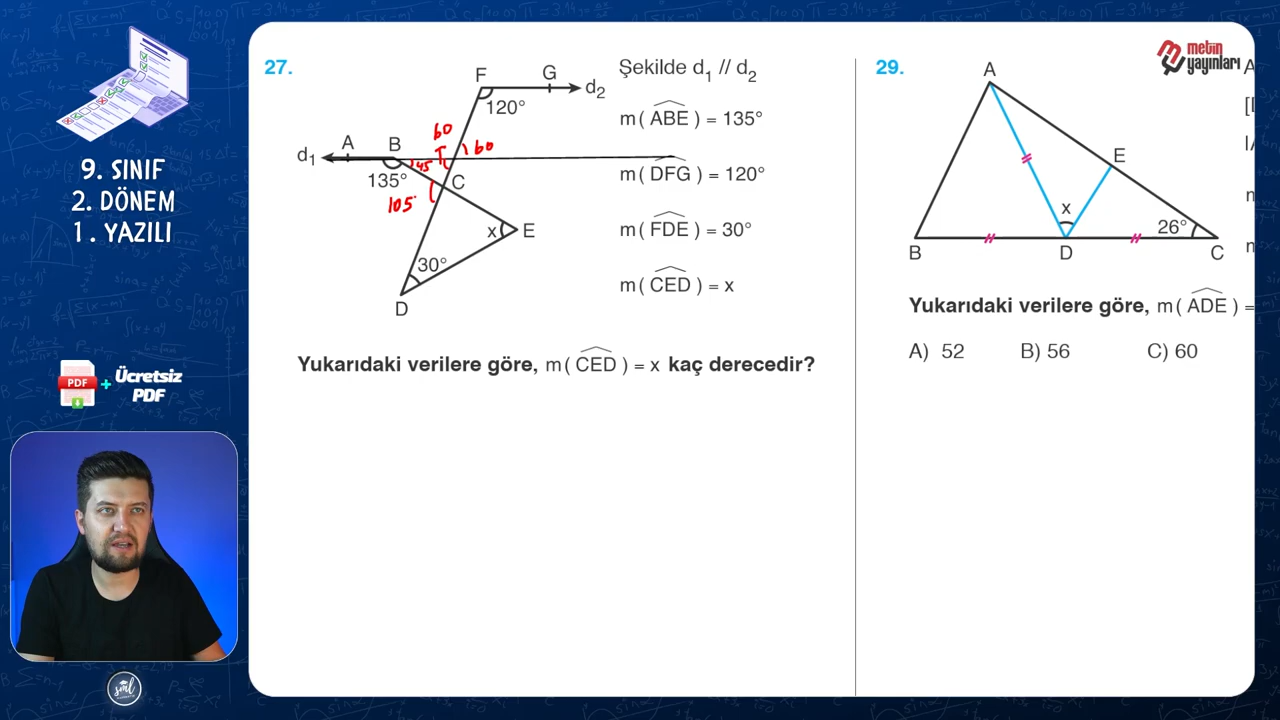 9. SINIF
2. DÖNEM
1. YAZILI
PDF
+
Ücretsiz
PDF
sml
27.
F
G
d2
120°
A
B
d1
60
60
45
135°
C
105
x
E
30°
D
Şekilde d1 // d2
m( ABE ) = 135°
m( DFG ) = 120°
m( FDE ) = 30°
m( CED ) = x
Yukarıdaki verilere göre, m( CED ) = x kaç derecedir?
29.
metin
yayınları
A
E
x
26°
B
D
C
Yukarıdaki verilere göre, m( ADE ) =
A) 52
B) 56
C) 60